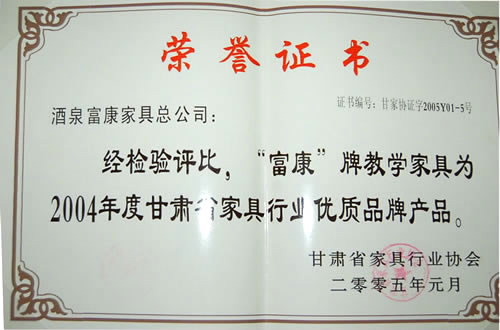 荣誉证书
证书编号：甘家协证字2005Y01-5号
酒泉富康家具总公司：
经检验评比，“富康”牌教学家具为
2004年度甘肃省家具行业优质品牌产品。
甘肃省家具行业协会
二零零五年元月